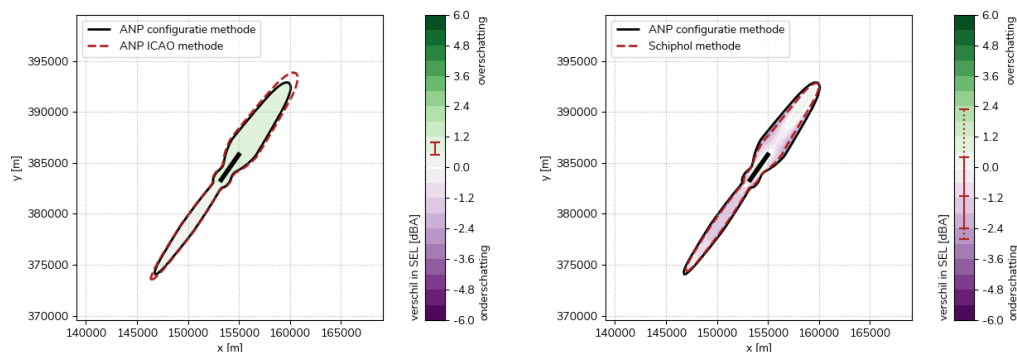 ANP configuratie methode
ANP ICAO methode
395000
390000
385000
380000
375000
370000
y [m]
140000 145000 150000 155000 160000 165000
x [m]
6.0
4.8
3.6
2.4
1.2
0.0
-1.2
-2.4
-3.6
-4.8
-6.0
verschil in SEL [dBA]
onderschatting
overschatting
ANP configuratie methode
Schiphol methode
395000
390000
385000
380000
375000
370000
y [m]
140000 145000 150000 155000 160000 165000
x [m]
6.0
4.8
3.6
2.4
1.2
0.0
-1.2
-2.4
-3.6
-4.8
-6.0
verschil in SEL [dBA]
onderschatting
overschatting